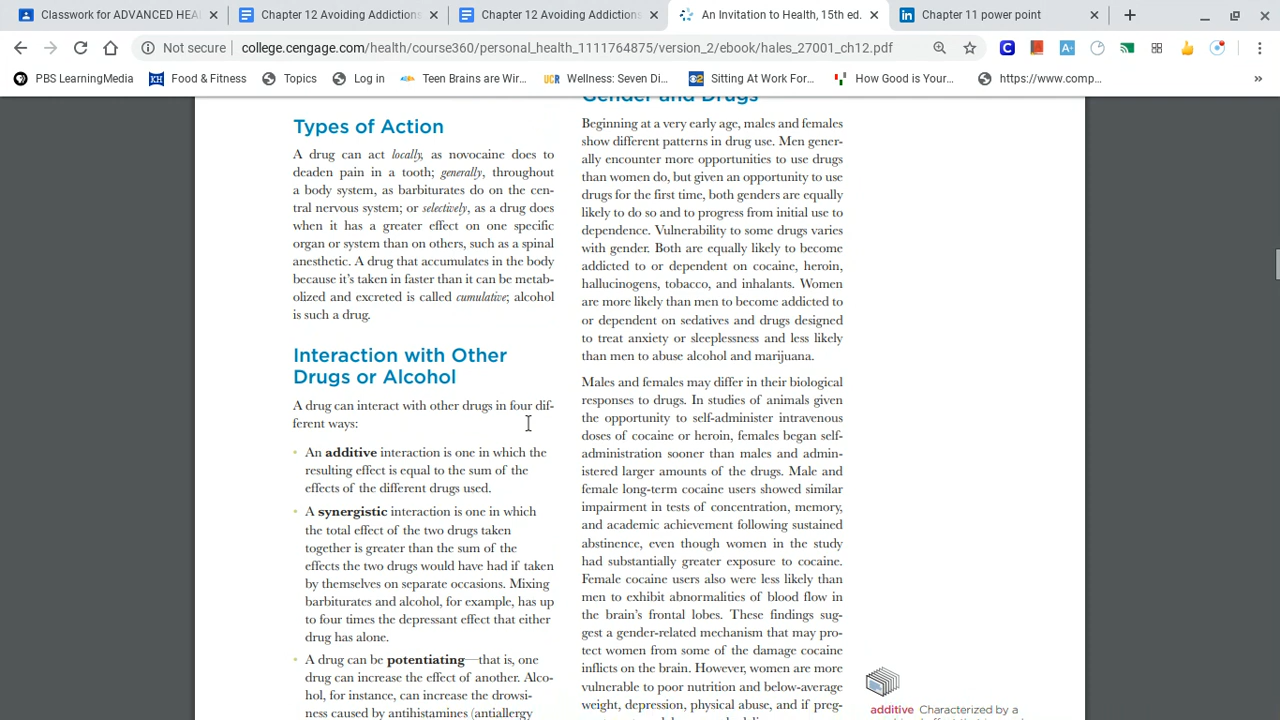 Classwork for ADVANCED HEA
Chapter 12 Avoiding Addictions
Chapter 12 Avoiding Addictions
An Invitation to Health, 15th ed.
Chapter 11 power point
Not secure
college.cengage.com/health/course360/personal_health_1111764875/version_2/ebook/hales_27001_ch12.pdf
PBS LearningMedia
Food & Fitness
Topics
Log in
Teen Brains are Wir...
Wellness: Seven Di...
Sitting At Work For...
How Good is Your...
https://www.comp...
Types of Action
A drug can act locally, as novocaine does to
deaden pain in a tooth; generally, throughout
a body system, as barbiturates do on the cen-
tral nervous system; or selectively, as a drug does
when it has a greater effect on one specific
organ or system than on others, such as a spinal
anesthetic. A drug that accumulates in the body
because it's taken in faster than it can be metab-
olized and excreted is called cumulative; alcohol
is such a drug.
Interaction with Other
Drugs or Alcohol
A drug can interact with other drugs in four dif-
ferent ways:
• An additive interaction is one in which the
resulting effect is equal to the sum of the
effects of the different drugs used.
• A synergistic interaction is one in which
the total effect of the two drugs taken
together is greater than the sum of the
effects the two drugs would have had if taken
by themselves on separate occasions. Mixing
barbiturates and alcohol, for example, has up
to four times the depressant effect that either
drug has alone.
• A drug can be potentiating—that is, one
drug can increase the effect of another. Alco-
hol, for instance, can increase the drowsi-
ness caused by antihistamines (antiallergy
Gender and Drugs
Beginning at a very early age, males and females
show different patterns in drug use. Men gener-
ally encounter more opportunities to use drugs
than women do, but given an opportunity to use
drugs for the first time, both genders are equally
likely to do so and to progress from initial use to
dependence. Vulnerability to some drugs varies
with gender. Both are equally likely to become
addicted to or dependent on cocaine, heroin,
hallucinogens, tobacco, and inhalants. Women
are more likely than men to become addicted to
or dependent on sedatives and drugs designed
to treat anxiety or sleeplessness and less likely
than men to abuse alcohol and marijuana.
Males and females may differ in their biological
responses to drugs. In studies of animals given
the opportunity to self-administer intravenous
doses of cocaine or heroin, females began self-
administration sooner than males and admin-
istered larger amounts of the drugs. Male and
female long-term cocaine users showed similar
impairment in tests of concentration, memory,
and academic achievement following sustained
abstinence, even though women in the study
had substantially greater exposure to cocaine.
Female cocaine users also were less likely than
men to exhibit abnormalities of blood flow in
the brain's frontal lobes. These findings sug-
gest a gender-related mechanism that may pro-
tect women from some of the damage cocaine
inflicts on the brain. However, women are more
vulnerable to poor nutrition and below-average
weight, depression, physical abuse, and if preg-
additive Characterized by a